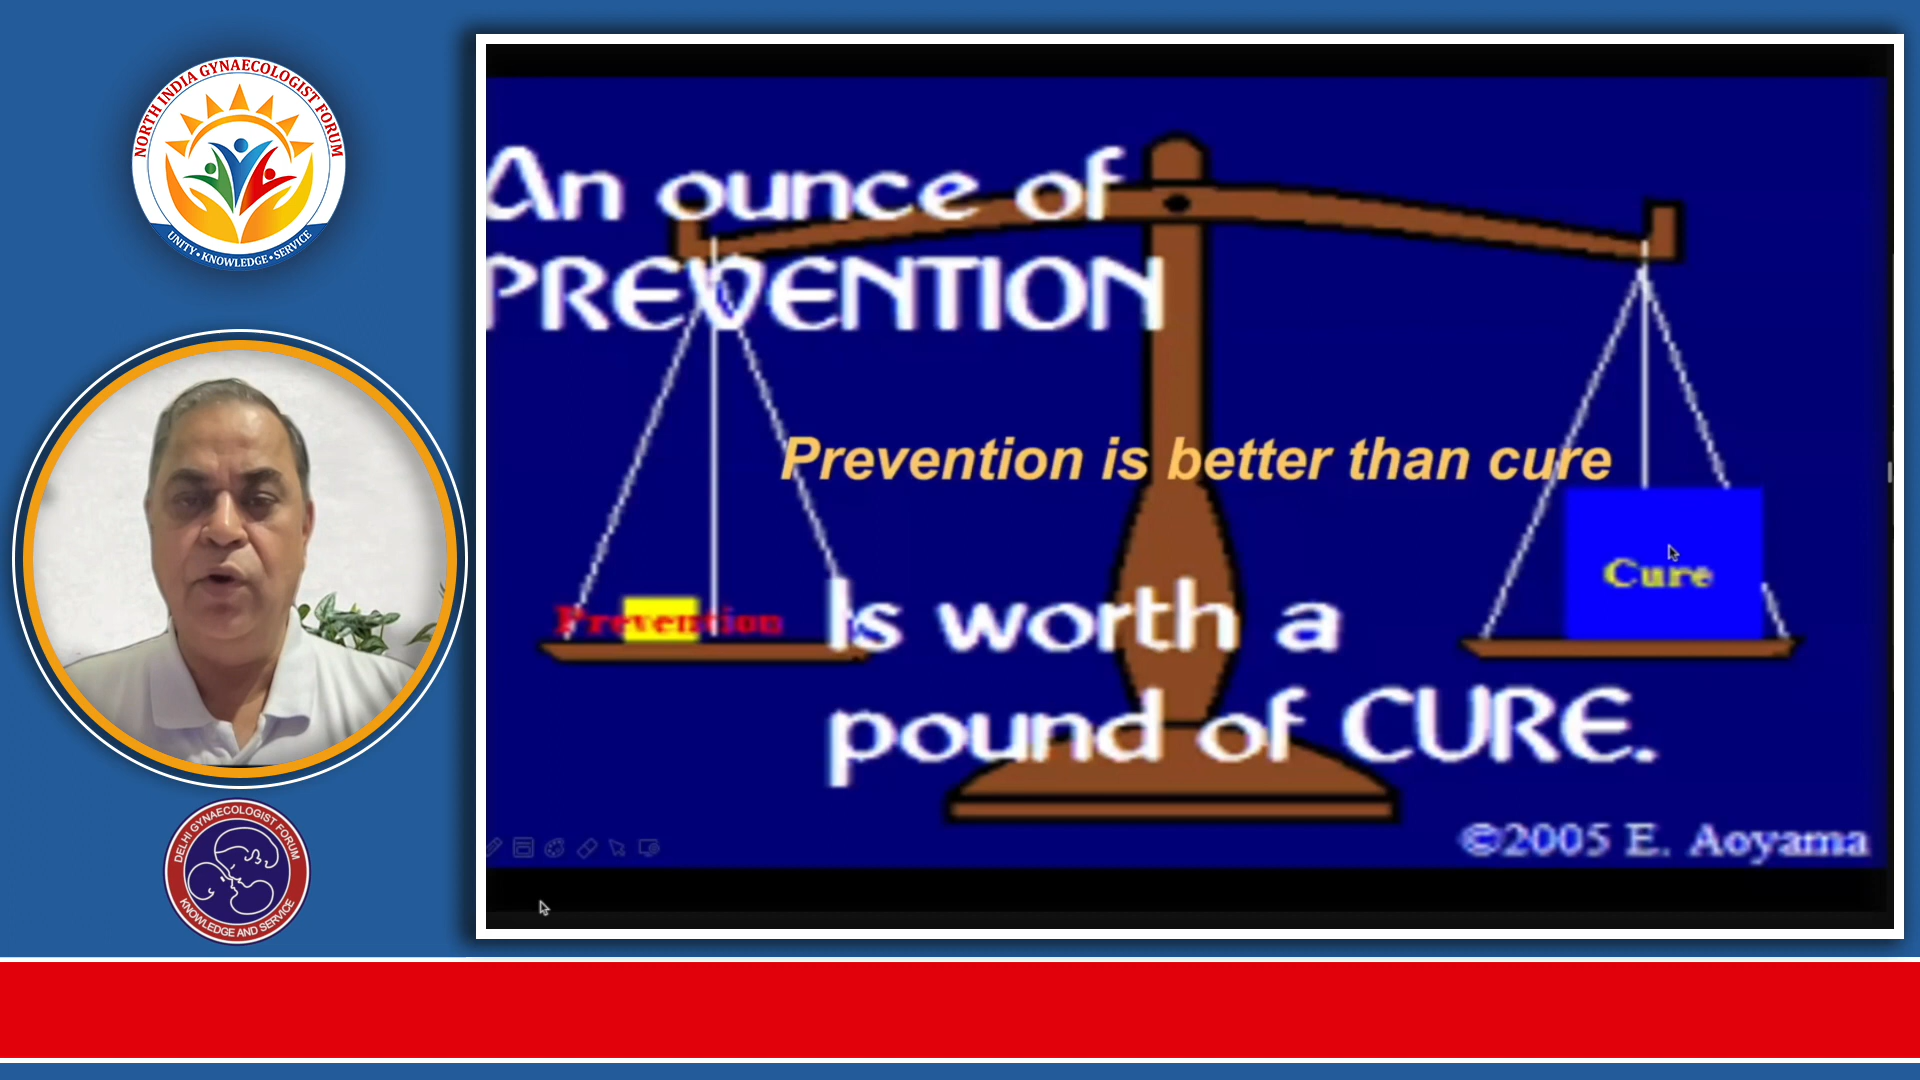 NORTH INDIA GYNAECOLOGIST FORUM
UNITY • KNOWLEDGE • SERVICE
DELHI GYNAECOLOGIST FORUM
KNOWLEDGE AND SERVICE
An ounce of
PREVENTION
Prevention is better than cure
Prevention
Cure
Is worth a
pound of CURE.
©2005 E. Aoyama